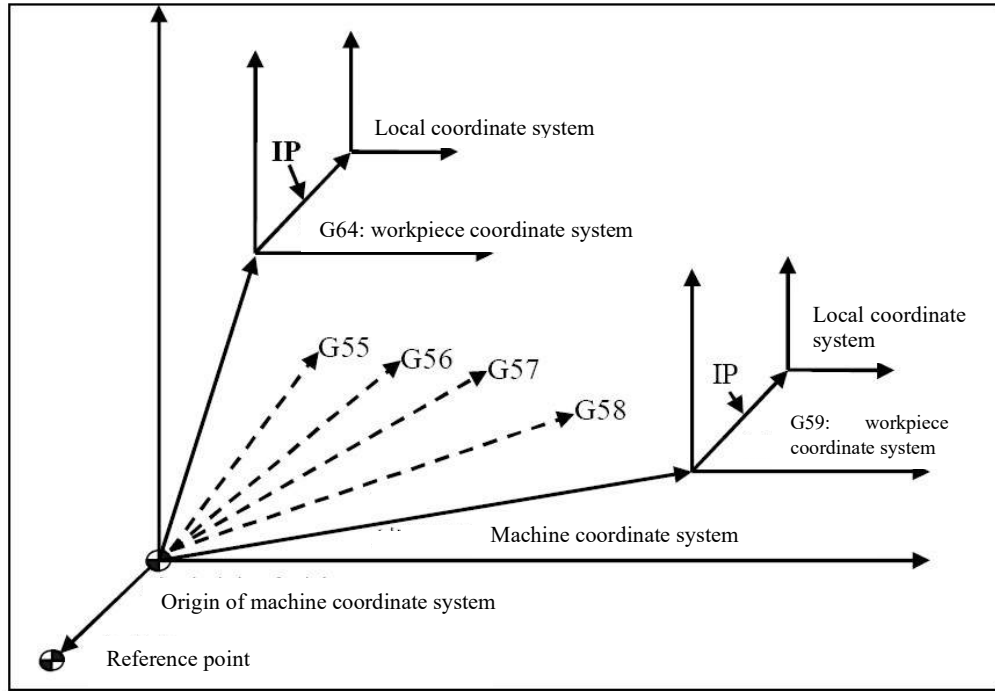 Local coordinate system
IP
G64: workpiece coordinate system
Local coordinate
system
G55
G56
G57
G58
IP
G59: workpiece
coordinate system
Machine coordinate system
Origin of machine coordinate system
Reference point